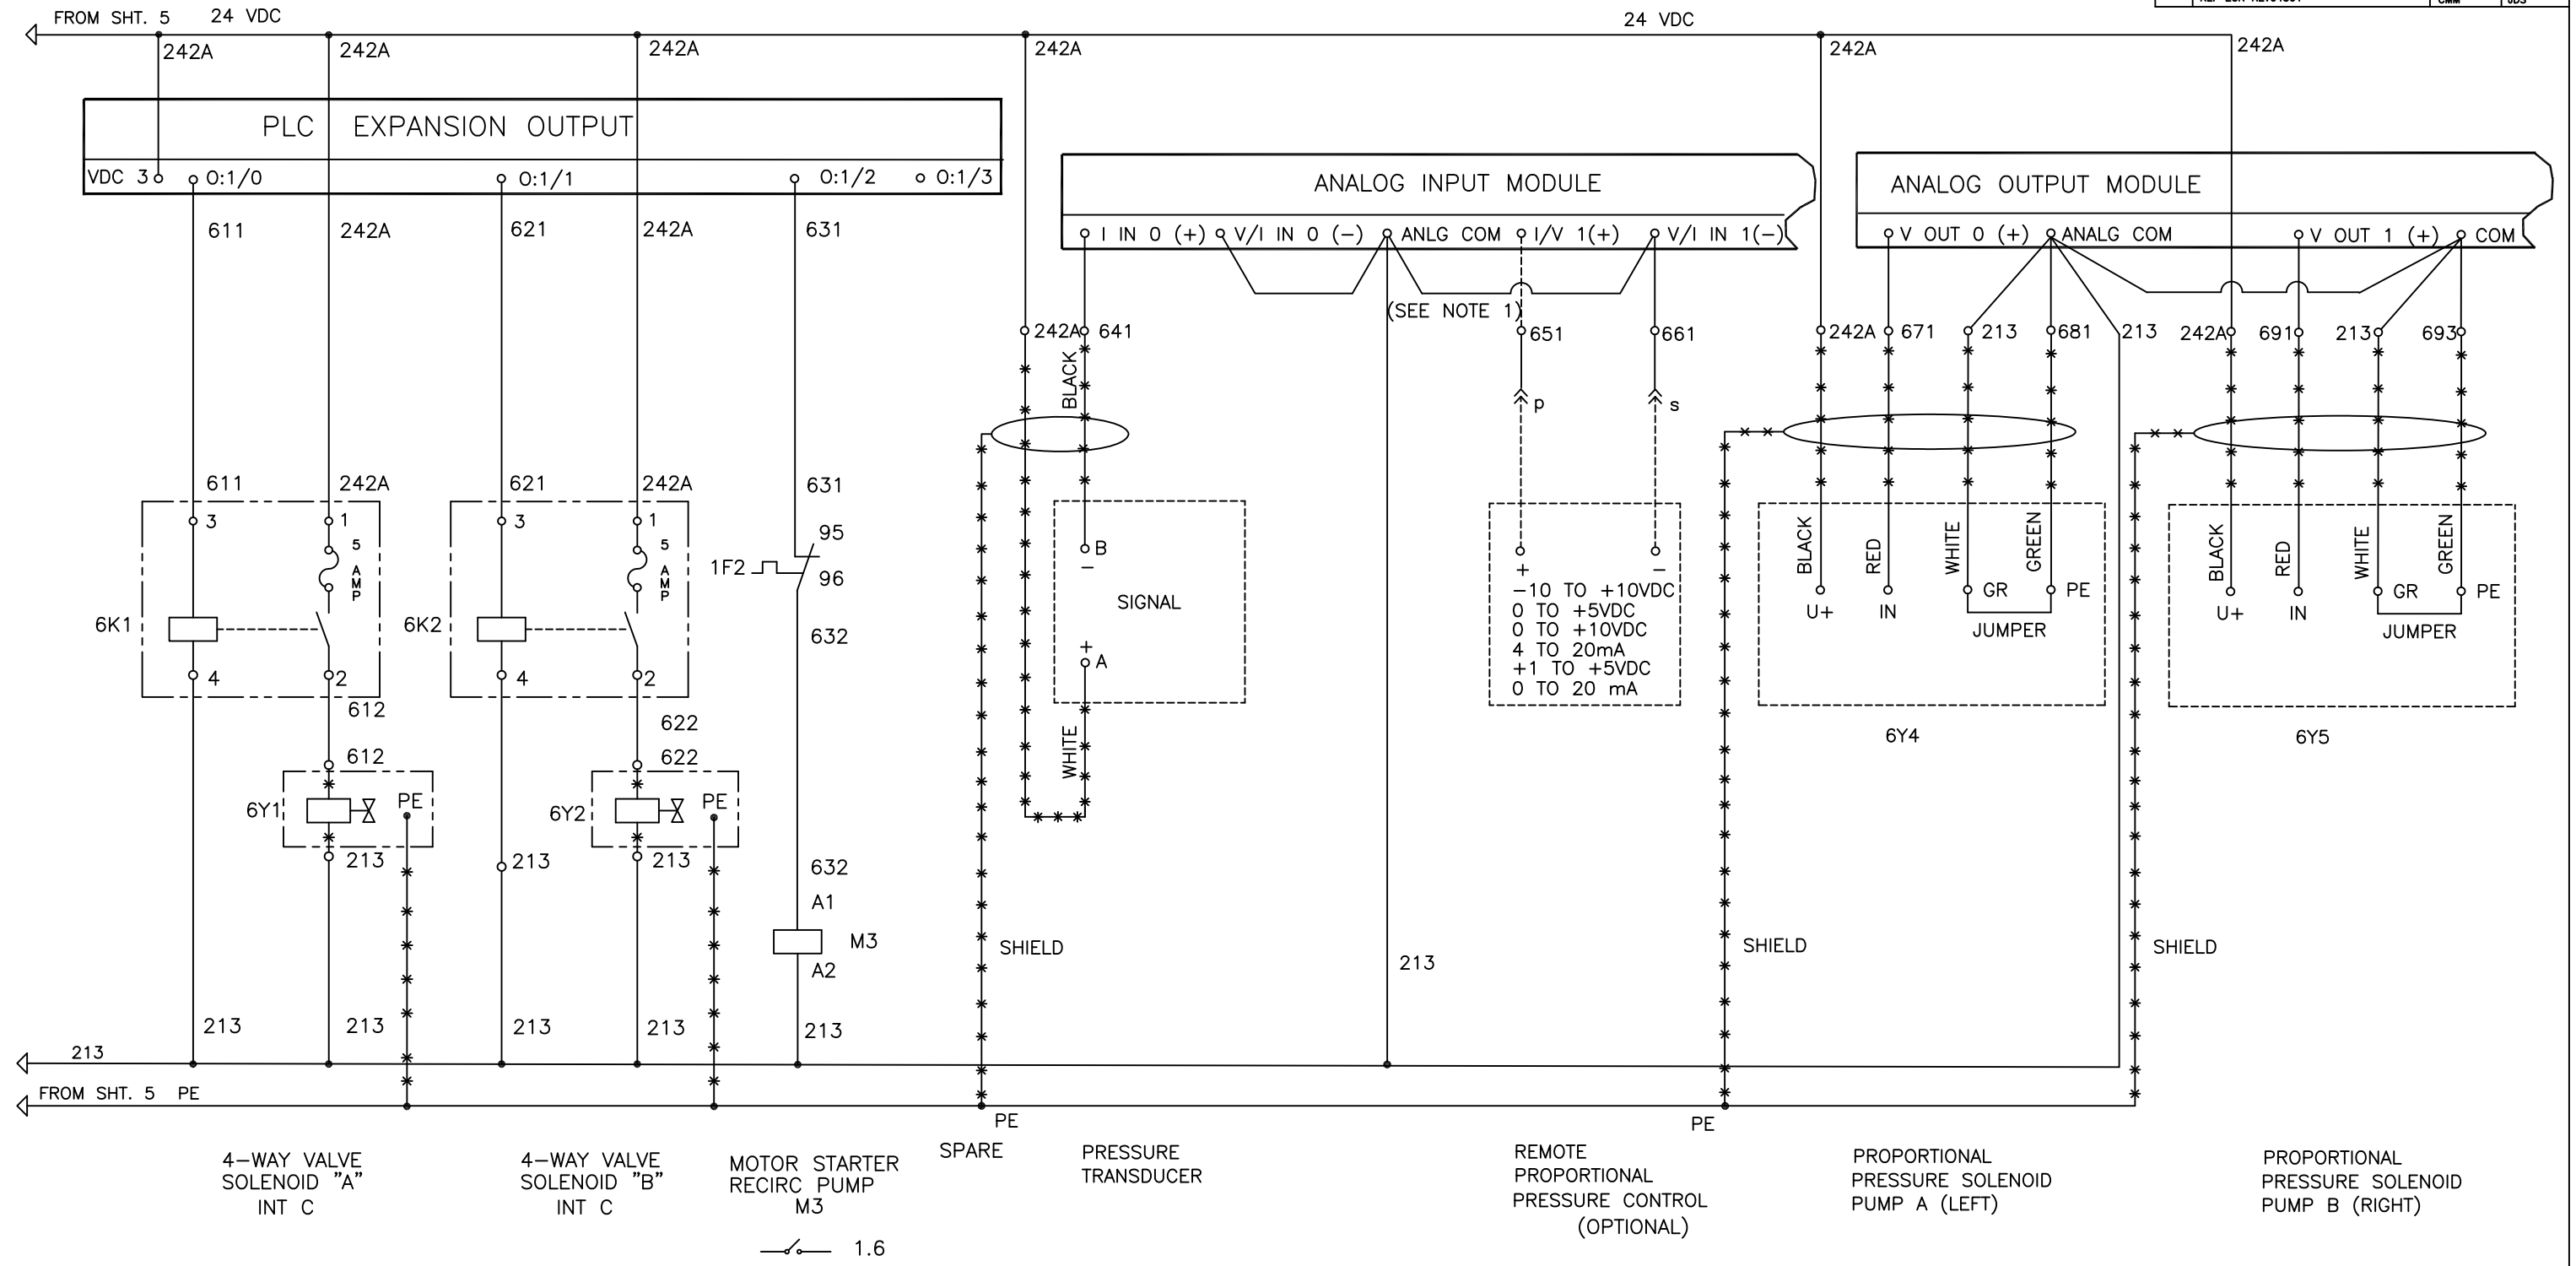 FROM SHT. 5 24 VDC
24 VDC
242A 242A 242A 242A 242A 242A
PLC EXPANSION OUTPUT
VDC 3 O:1/0 O:1/1 O:1/2 O:1/3
ANALOG INPUT MODULE
I IN 0 (+) V/I IN 0 (-) ANLG COM I/V 1(+) V/I IN 1(-)
ANALOG OUTPUT MODULE
V OUT 0 (+) ANALG COM V OUT 1 (+) COM
611 242A 621 242A 631
(SEE NOTE 1)
242A 641 651 661 242A 671 213 681 213 242A 691 213 693
BLACK
p s
611 242A 621 242A 631
3 1 3 1 95
5 AMP 5 AMP
1F2 96
6K1 6K2 632
4 2 4 2
612 622
612 622
6Y1 PE 6Y2 PE
213 213 213 632
A1
M3
A2
213 213 213 213 213
B
-
SIGNAL
+
A
WHITE
+ -
-10 TO +10VDC
0 TO +5VDC
0 TO +10VDC
4 TO 20mA
+1 TO +5VDC
0 TO 20 mA
BLACK RED WHITE GREEN
U+ IN GR PE
JUMPER
6Y4
BLACK RED WHITE GREEN
U+ IN GR PE
JUMPER
6Y5
SHIELD 213 SHIELD SHIELD
213
FROM SHT. 5 PE
PE PE
4-WAY VALVE
SOLENOID "A"
INT C
4-WAY VALVE
SOLENOID "B"
INT C
MOTOR STARTER
RECIRC PUMP
M3
1.6
SPARE
PRESSURE
TRANSDUCER
REMOTE
PROPORTIONAL
PRESSURE CONTROL
(OPTIONAL)
PROPORTIONAL
PRESSURE SOLENOID
PUMP A (LEFT)
PROPORTIONAL
PRESSURE SOLENOID
PUMP B (RIGHT)